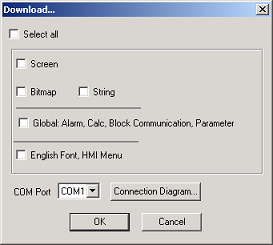 Download...
Select all
Screen
Bitmap String
Global: Alarm, Calc, Block Communication, Parameter
English Font, HMI Menu
COM Port COM1 Connection Diagram...
OK Cancel